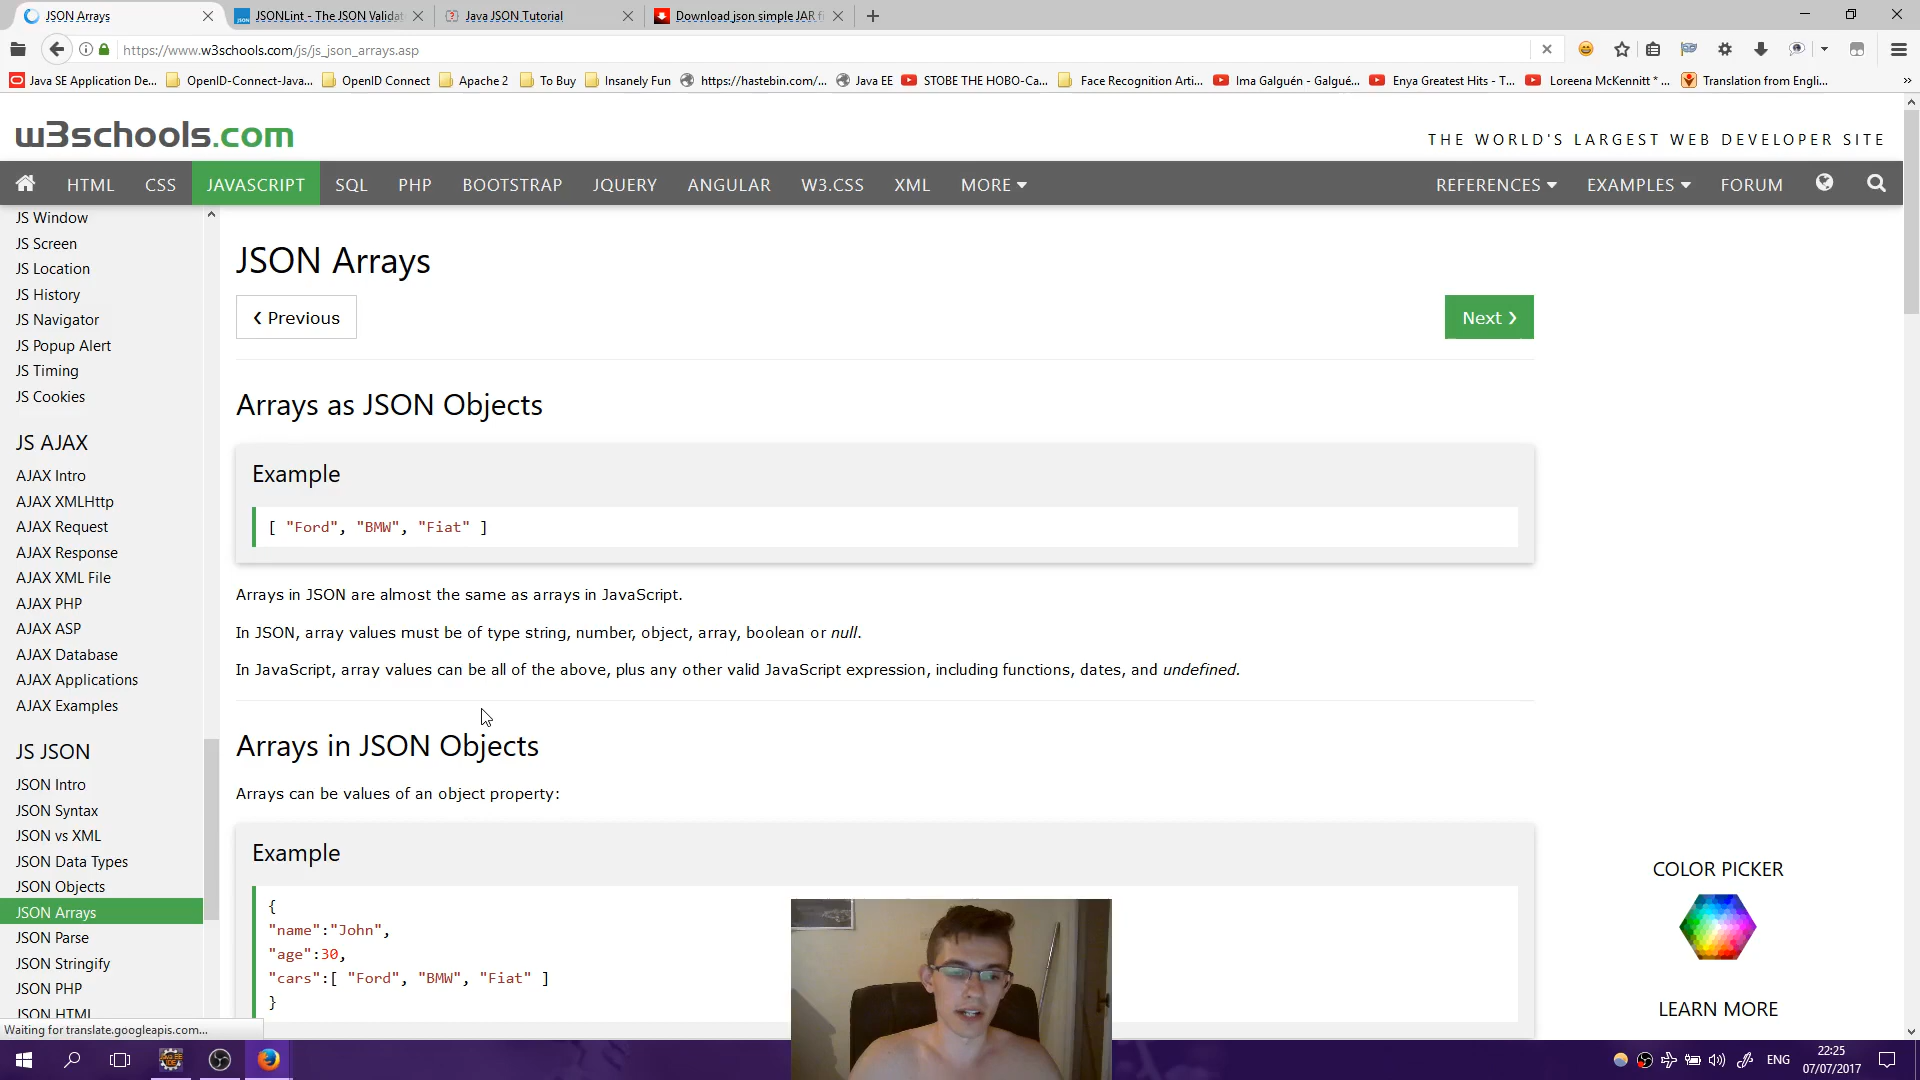 JSON Arrays
JSONLint - The JSON Validat
Java JSON Tutorial
Download json simple JAR f
https://www.w3schools.com/js/js_json_arrays.asp
Java SE Application De...
OpenID-Connect-Java...
OpenID Connect
Apache 2
To Buy
Insanely Fun
https://hastebin.com/...
Java EE
STOBE THE HOBO-Ca...
Face Recognition Arti...
Ima Galguén - Galgué...
Enya Greatest Hits - T...
Loreena McKennitt * ...
Translation from Engli...
w3schools.com
THE WORLD'S LARGEST WEB DEVELOPER SITE
HTML CSS JAVASCRIPT SQL PHP BOOTSTRAP JQUERY ANGULAR W3.CSS XML MORE REFERENCES EXAMPLES FORUM
JS Window
JS Screen
JS Location
JS History
JS Navigator
JS Popup Alert
JS Timing
JS Cookies
JS AJAX
AJAX Intro
AJAX XMLHttp
AJAX Request
AJAX Response
AJAX XML File
AJAX PHP
AJAX ASP
AJAX Database
AJAX Applications
AJAX Examples
JS JSON
JSON Intro
JSON Syntax
JSON vs XML
JSON Data Types
JSON Objects
JSON Arrays
JSON Parse
JSON Stringify
JSON PHP
JSON HTML
Waiting for translate.googleapis.com...
JSON Arrays
❮ Previous
Next ❯
Arrays as JSON Objects
Example
[ "Ford", "BMW", "Fiat" ]
Arrays in JSON are almost the same as arrays in JavaScript.
In JSON, array values must be of type string, number, object, array, boolean or null.
In JavaScript, array values can be all of the above, plus any other valid JavaScript expression, including functions, dates, and undefined.
Arrays in JSON Objects
Arrays can be values of an object property:
Example
{
"name":"John",
"age":30,
"cars":[ "Ford", "BMW", "Fiat" ]
}
COLOR PICKER
LEARN MORE
ENG
22:25
07/07/2017